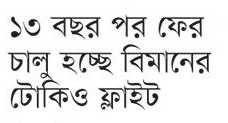 ১৩ বছর পর ফের
চালু হচ্ছে বিমানের
টোকিও ফ্লাইট